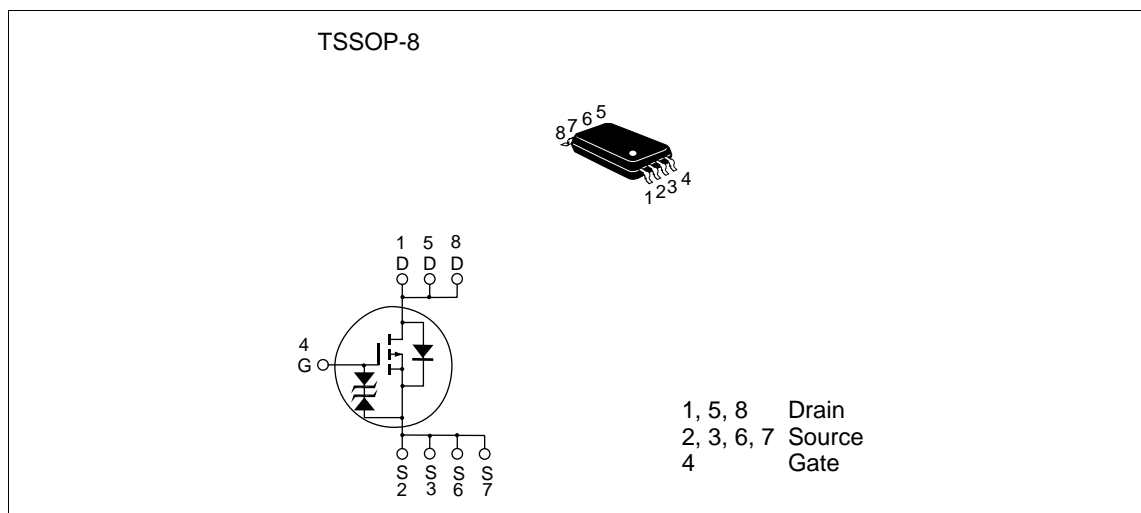 TSSOP-8
8 7 6 5
1 2 3 4
1 5 8
D D D
4
G
1, 5, 8 Drain
2, 3, 6, 7 Source
4 Gate
S S S S
2 3 6 7